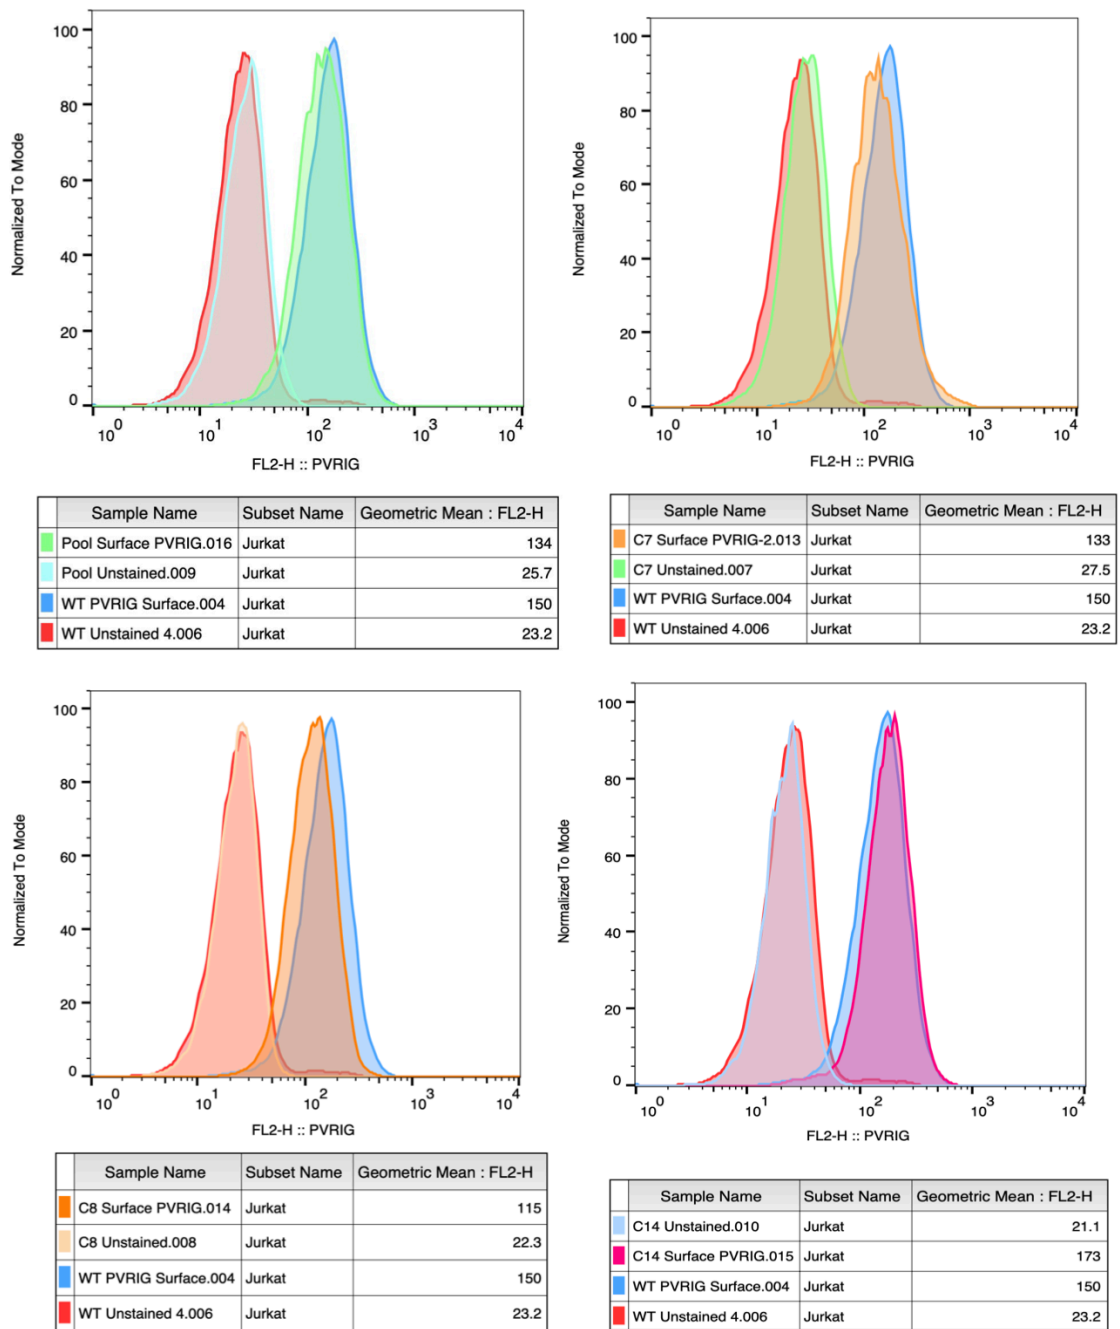 100
80
60
40
20
0
Normalized To Mode
10^0 10^1 10^2 10^3 10^4
FL2-H :: PVRIG
Sample Name Subset Name Geometric Mean : FL2-H
Pool Surface PVRIG.016 Jurkat 134
Pool Unstained.009 Jurkat 25.7
WT PVRIG Surface.004 Jurkat 150
WT Unstained 4.006 Jurkat 23.2
100
80
60
40
20
0
Normalized To Mode
10^0 10^1 10^2 10^3 10^4
FL2-H :: PVRIG
Sample Name Subset Name Geometric Mean : FL2-H
C7 Surface PVRIG-2.013 Jurkat 133
C7 Unstained.007 Jurkat 27.5
WT PVRIG Surface.004 Jurkat 150
WT Unstained 4.006 Jurkat 23.2
100
80
60
40
20
0
Normalized To Mode
10^0 10^1 10^2 10^3 10^4
FL2-H :: PVRIG
Sample Name Subset Name Geometric Mean : FL2-H
C8 Surface PVRIG.014 Jurkat 115
C8 Unstained.008 Jurkat 22.3
WT PVRIG Surface.004 Jurkat 150
WT Unstained 4.006 Jurkat 23.2
100
80
60
40
20
0
Normalized To Mode
10^0 10^1 10^2 10^3 10^4
FL2-H :: PVRIG
Sample Name Subset Name Geometric Mean : FL2-H
C14 Unstained.010 Jurkat 21.1
C14 Surface PVRIG.015 Jurkat 173
WT PVRIG Surface.004 Jurkat 150
WT Unstained 4.006 Jurkat 23.2